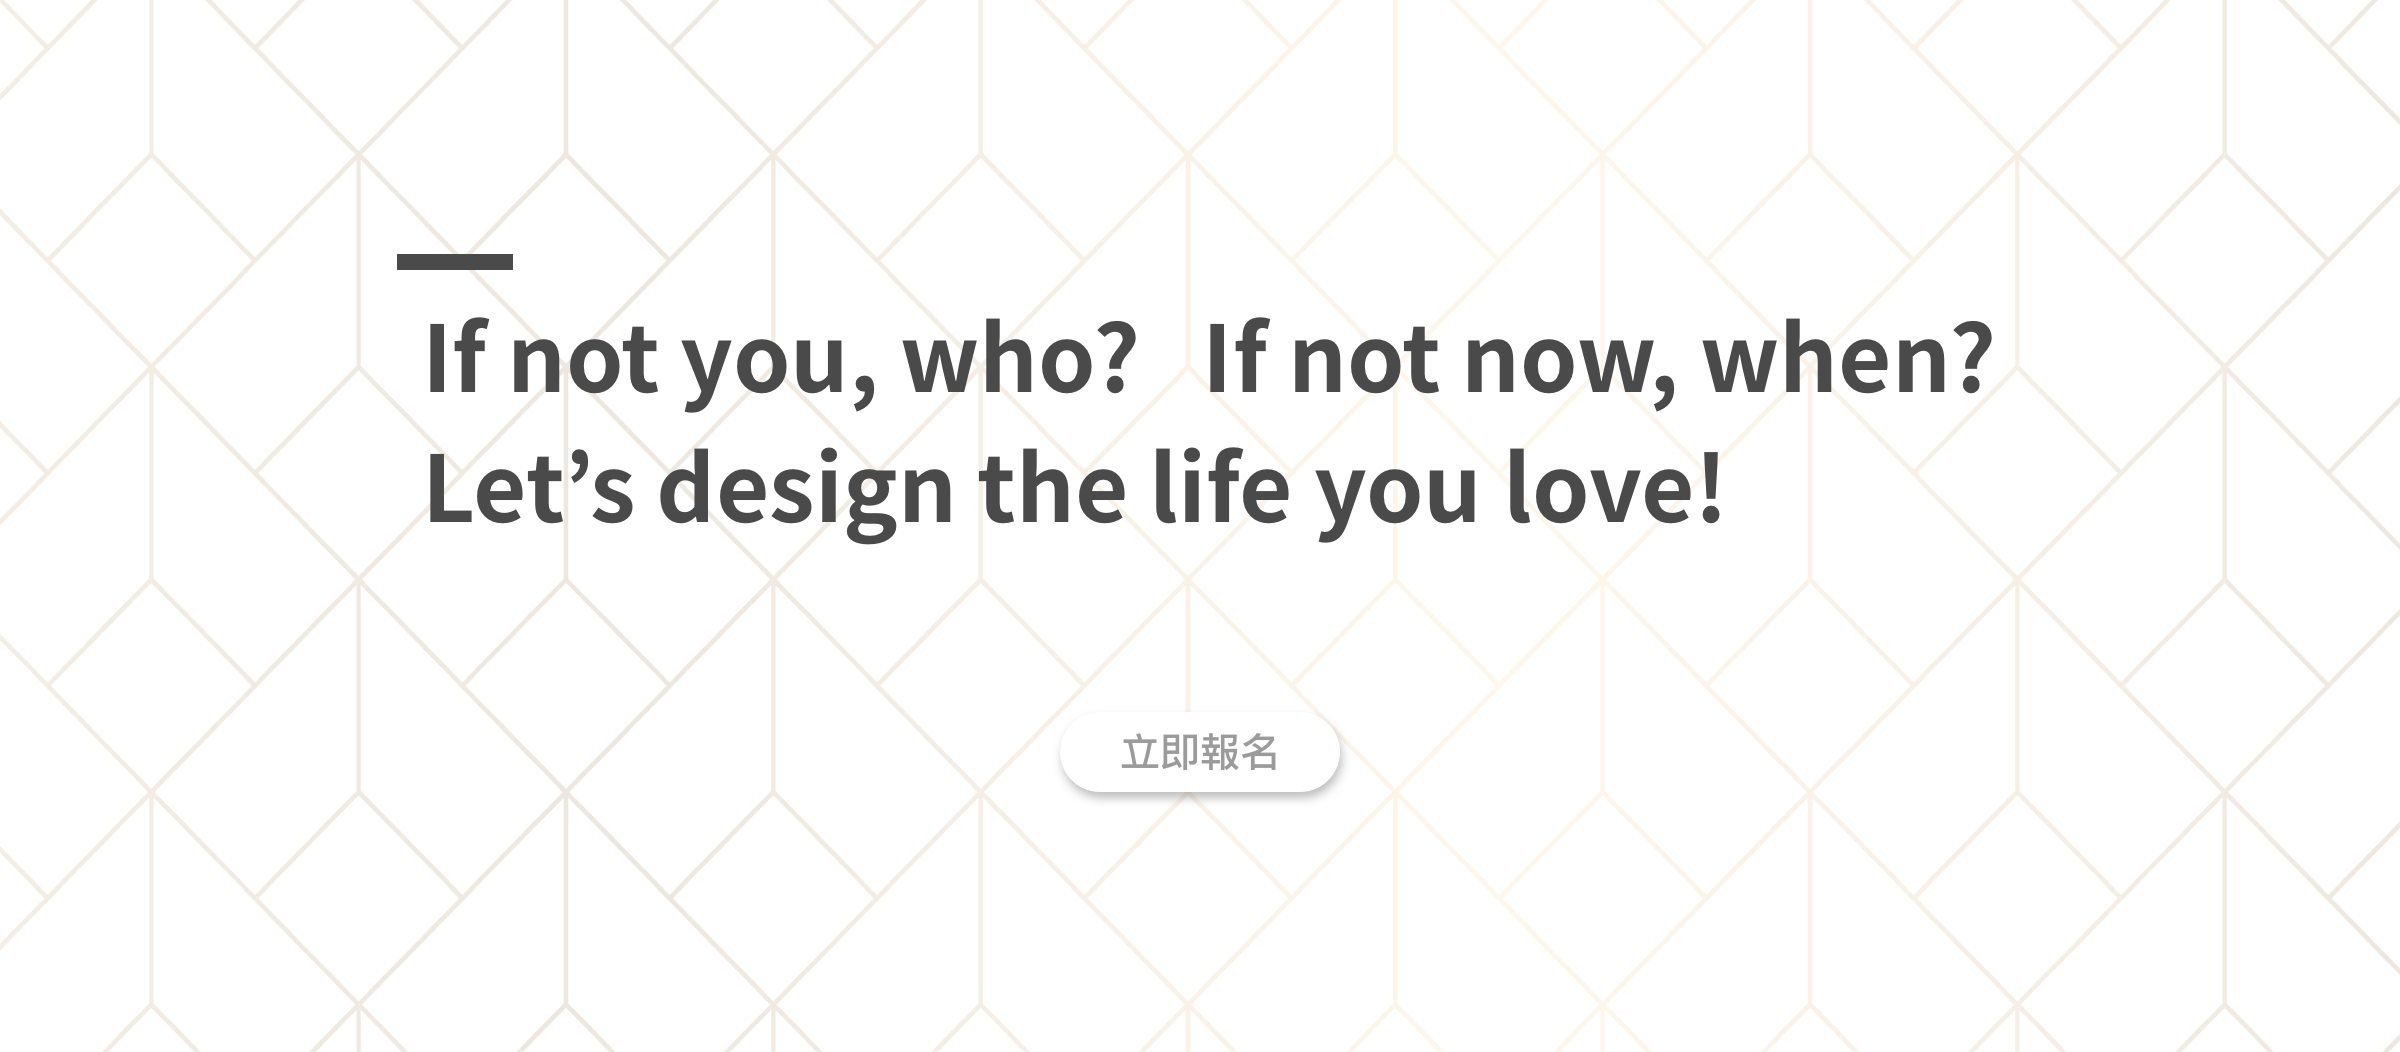 If not you, who?   If not now, when?
Let’s design the life you love!
立即報名